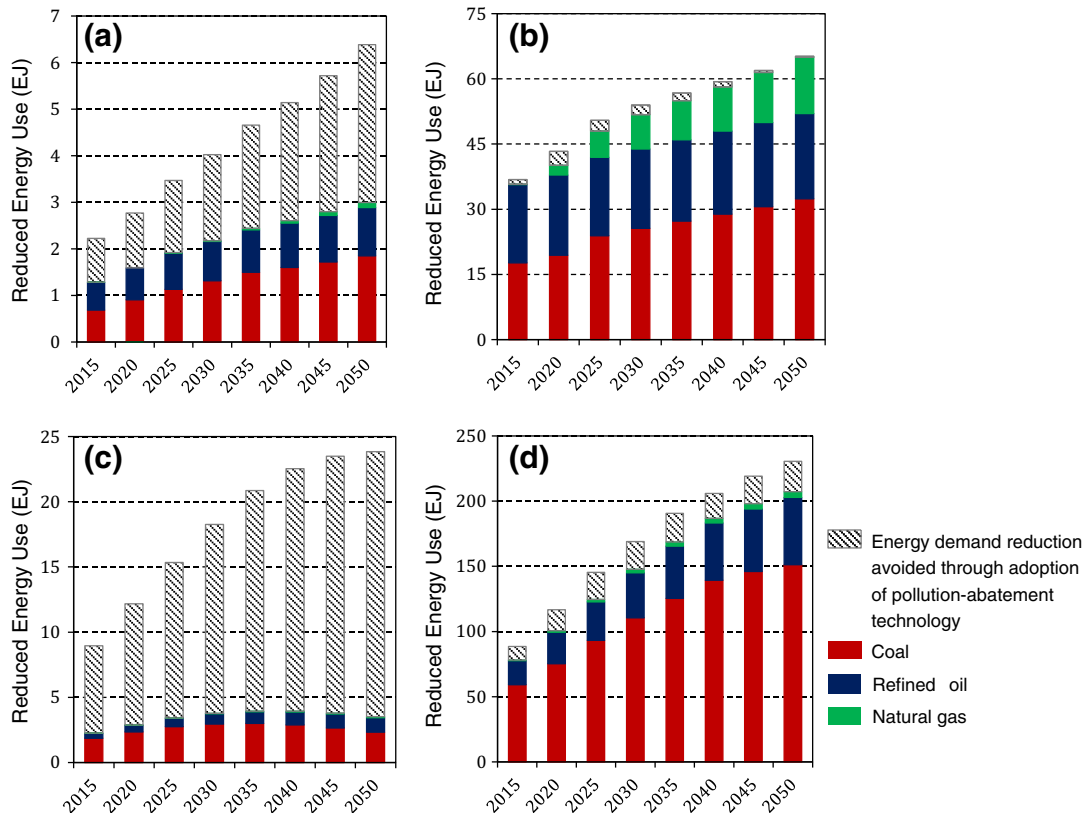 (a)
Reduced Energy Use (EJ)
7
6
5
4
3
2
1
0
2015 2020 2025 2030 2035 2040 2045 2050
(b)
Reduced Energy Use (EJ)
75
60
45
30
15
0
2015 2020 2025 2030 2035 2040 2045 2050
(c)
Reduced Energy Use (EJ)
25
20
15
10
5
0
2015 2020 2025 2030 2035 2040 2045 2050
(d)
Reduced Energy Use (EJ)
250
200
150
100
50
0
2015 2020 2025 2030 2035 2040 2045 2050
Energy demand reduction
avoided through adoption
of pollution-abatement
technology
Coal
Refined oil
Natural gas